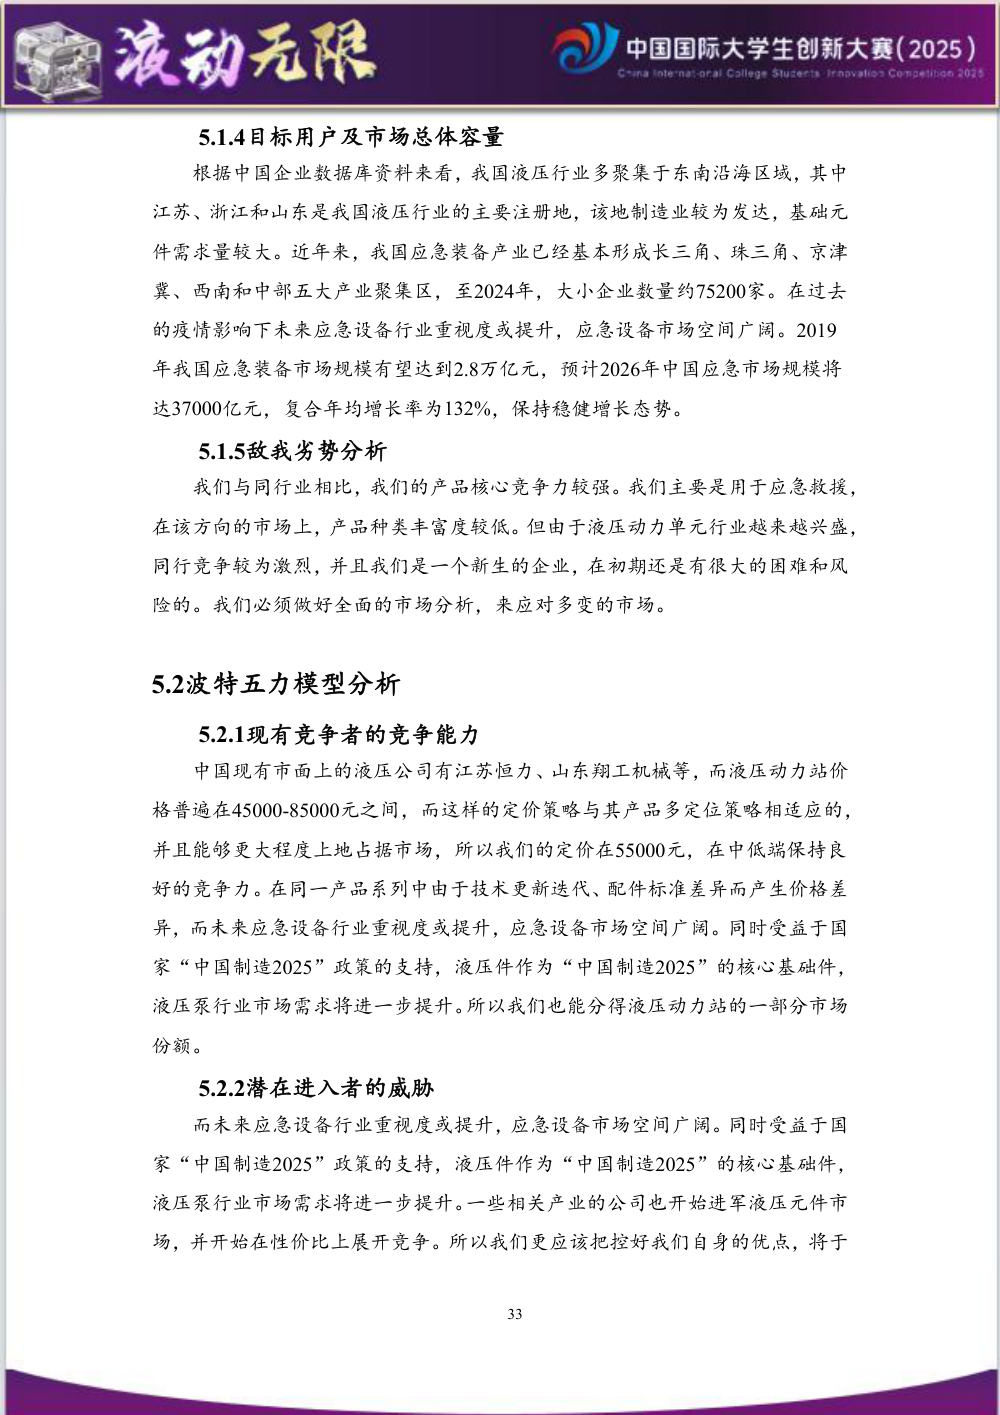 液动无限
中国国际大学生创新大赛(2025)
China International College Students Innovation Competition 2025
5.1.4目标用户及市场总体容量
根据中国企业数据库资料来看，我国液压行业多聚集于东南沿海区域，其中
江苏、浙江和山东是我国液压行业的主要注册地，该地制造业较为发达，基础元
件需求量较大。近年来，我国应急装备产业已经基本形成长三角、珠三角、京津
冀、西南和中部五大产业聚集区，至2024年，大小企业数量约75200家。在过去
的疫情影响下未来应急设备行业重视度或提升，应急设备市场空间广阔。2019
年我国应急装备市场规模有望达到2.8万亿元，预计2026年中国应急市场规模将
达37000亿元，复合年均增长率为132%，保持稳健增长态势。
5.1.5敌我劣势分析
我们与同行业相比，我们的产品核心竞争力较强。我们主要是用于应急救援，
在该方向的市场上，产品种类丰富度较低。但由于液压动力单元行业越来越兴盛，
同行竞争较为激烈，并且我们是一个新生的企业，在初期还是有很大的困难和风
险的。我们必须做好全面的市场分析，来应对多变的市场。
5.2波特五力模型分析
5.2.1现有竞争者的竞争能力
中国现有市面上的液压公司有江苏恒力、山东翔工机械等，而液压动力站价
格普遍在45000-85000元之间，而这样的定价策略与其产品多定位策略相适应的，
并且能够更大程度上地占据市场，所以我们的定价在55000元，在中低端保持良
好的竞争力。在同一产品系列中由于技术更新迭代、配件标准差异而产生价格差
异，而未来应急设备行业重视度或提升，应急设备市场空间广阔。同时受益于国
家“中国制造2025”政策的支持，液压件作为“中国制造2025”的核心基础件，
液压泵行业市场需求将进一步提升。所以我们也能分得液压动力站的一部分市场
份额。
5.2.2潜在进入者的威胁
而未来应急设备行业重视度或提升，应急设备市场空间广阔。同时受益于国
家“中国制造2025”政策的支持，液压件作为“中国制造2025”的核心基础件，
液压泵行业市场需求将进一步提升。一些相关产业的公司也开始进军液压元件市
场，并开始在性价比上展开竞争。所以我们更应该把控好我们自身的优点，将于
33